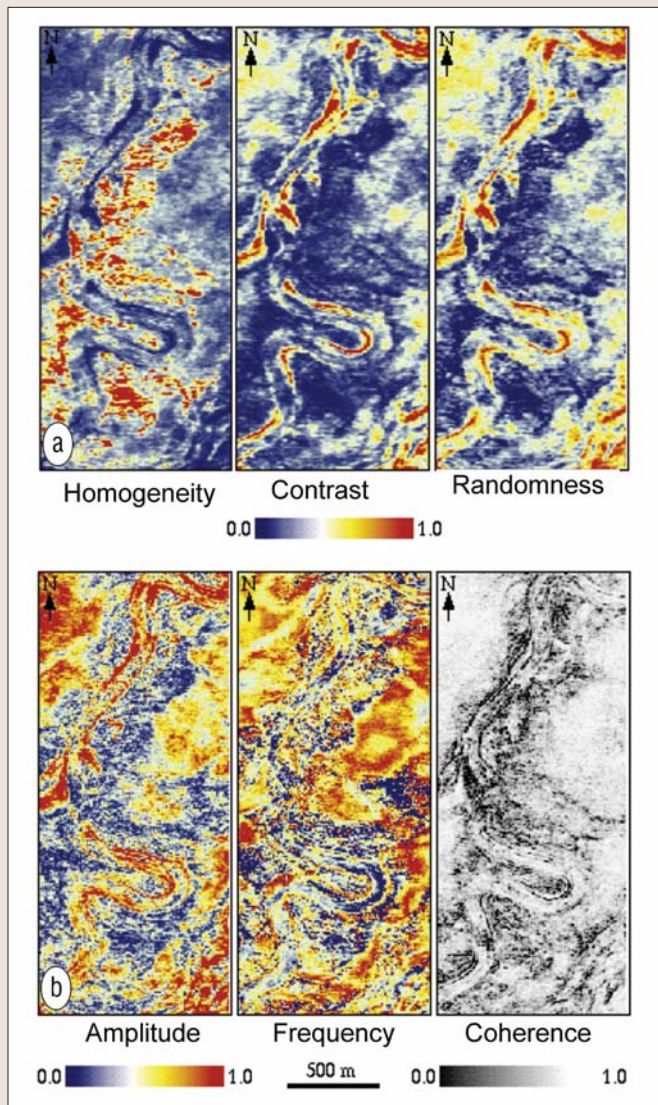 N N N
a
Homogeneity Contrast Randomness
0.0 1.0
N N N
b
Amplitude Frequency Coherence
0.0 1.0 500 m 0.0 1.0